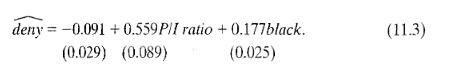 deny = −0.091 + 0.559P/I ratio + 0.177black. (11.3)
(0.029) (0.089) (0.025)